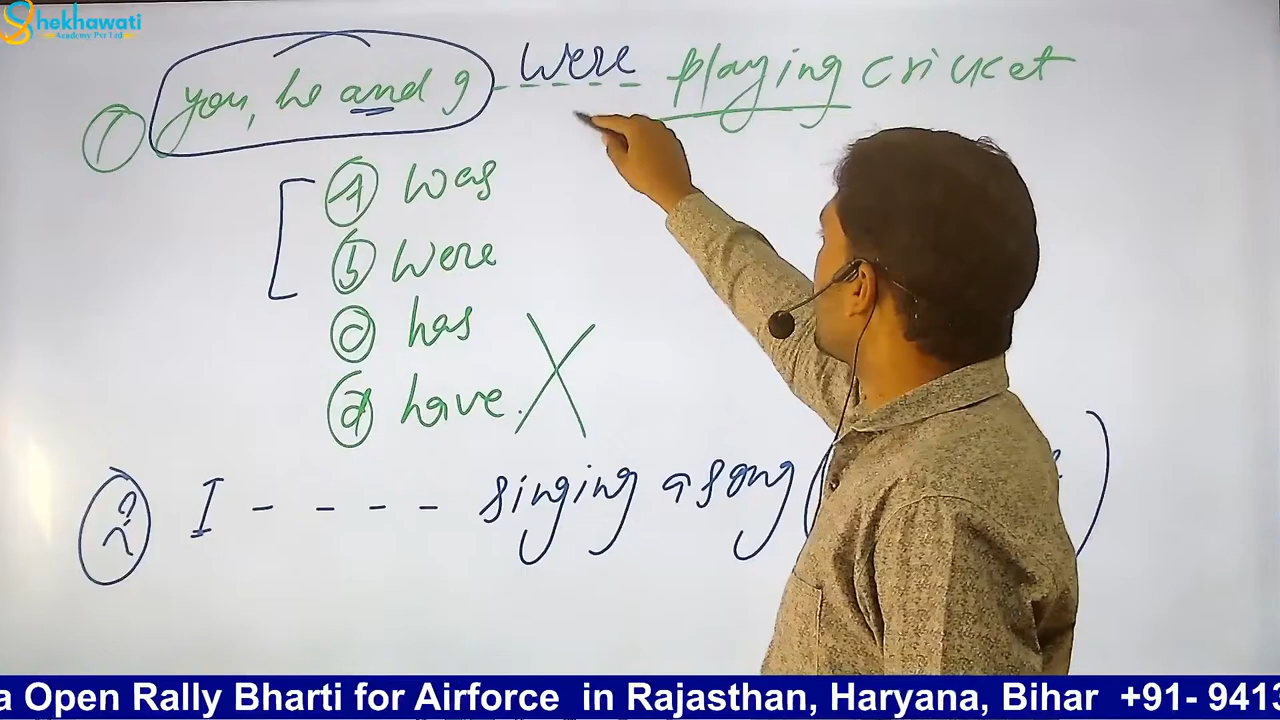 Shekhawati
Academy Pvt Ltd
① you, he and I were playing cricket
ⓐ was
ⓑ were
ⓒ has
ⓓ have.
② I - - - - singing a song (
a Open Rally Bharti for Airforce in Rajasthan, Haryana, Bihar +91- 9413